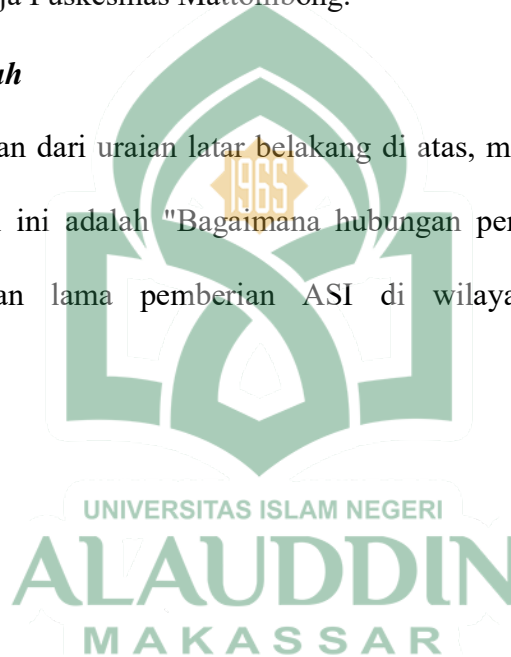 ja Puskesmas Mattombong.
ah
an dari uraian latar belakang di atas, m
ini adalah "Bagaimana hubungan per
an lama pemberian ASI di wilaya
1965
UNIVERSITAS ISLAM NEGERI
ALAUDDIN
MAKASSAR